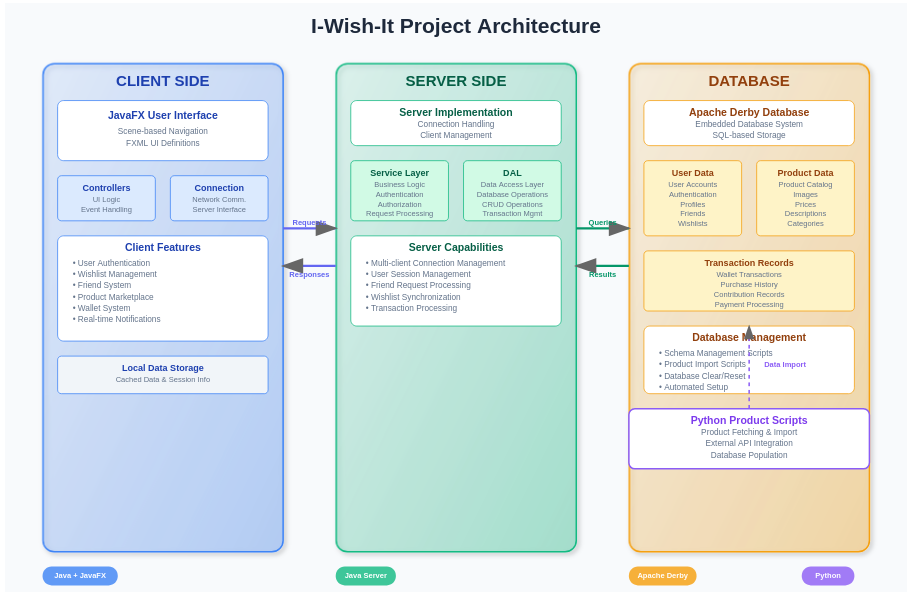 I-Wish-It Project Architecture
CLIENT SIDE
JavaFX User Interface
Scene-based Navigation
FXML UI Definitions
Controllers
UI Logic
Event Handling
Connection
Network Comm.
Server Interface
Client Features
• User Authentication
• Wishlist Management
• Friend System
• Product Marketplace
• Wallet System
• Real-time Notifications
Local Data Storage
Cached Data & Session Info
Requests
Responses
SERVER SIDE
Server Implementation
Connection Handling
Client Management
Service Layer
Business Logic
Authentication
Authorization
Request Processing
DAL
Data Access Layer
Database Operations
CRUD Operations
Transaction Mgmt
Server Capabilities
• Multi-client Connection Management
• User Session Management
• Friend Request Processing
• Wishlist Synchronization
• Transaction Processing
Queries
Results
DATABASE
Apache Derby Database
Embedded Database System
SQL-based Storage
User Data
User Accounts
Authentication
Profiles
Friends
Wishlists
Product Data
Product Catalog
Images
Prices
Descriptions
Categories
Transaction Records
Wallet Transactions
Purchase History
Contribution Records
Payment Processing
Database Management
• Schema Management Scripts
• Product Import Scripts
• Database Clear/Reset
• Automated Setup
Data Import
Python Product Scripts
Product Fetching & Import
External API Integration
Database Population
Java + JavaFX
Java Server
Apache Derby
Python